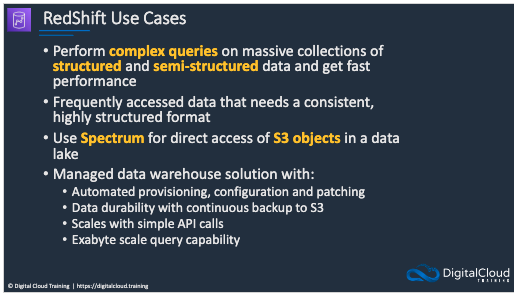 RedShift Use Cases
• Perform complex queries on massive collections of
structured and semi-structured data and get fast
performance
• Frequently accessed data that needs a consistent,
highly structured format
• Use Spectrum for direct access of S3 objects in a data
lake
• Managed data warehouse solution with:
• Automated provisioning, configuration and patching
• Data durability with continuous backup to S3
• Scales with simple API calls
• Exabyte scale query capability
DigitalCloud
TRAINING
© Digital Cloud Training | https://digitalcloud.training